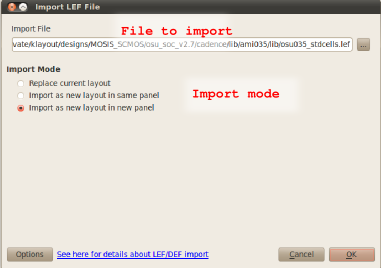 Import LEF File
Import File
File to import
vate/klayout/designs/MOSIS_SCMOS/osu_soc_v2.7/cadence/lib/ami035/lib/osu035_stdcells.lef
...
Import Mode
Replace current layout
Import as new layout in same panel
Import as new layout in new panel
Import mode
Options
See here for details about LEF/DEF import
Cancel
OK